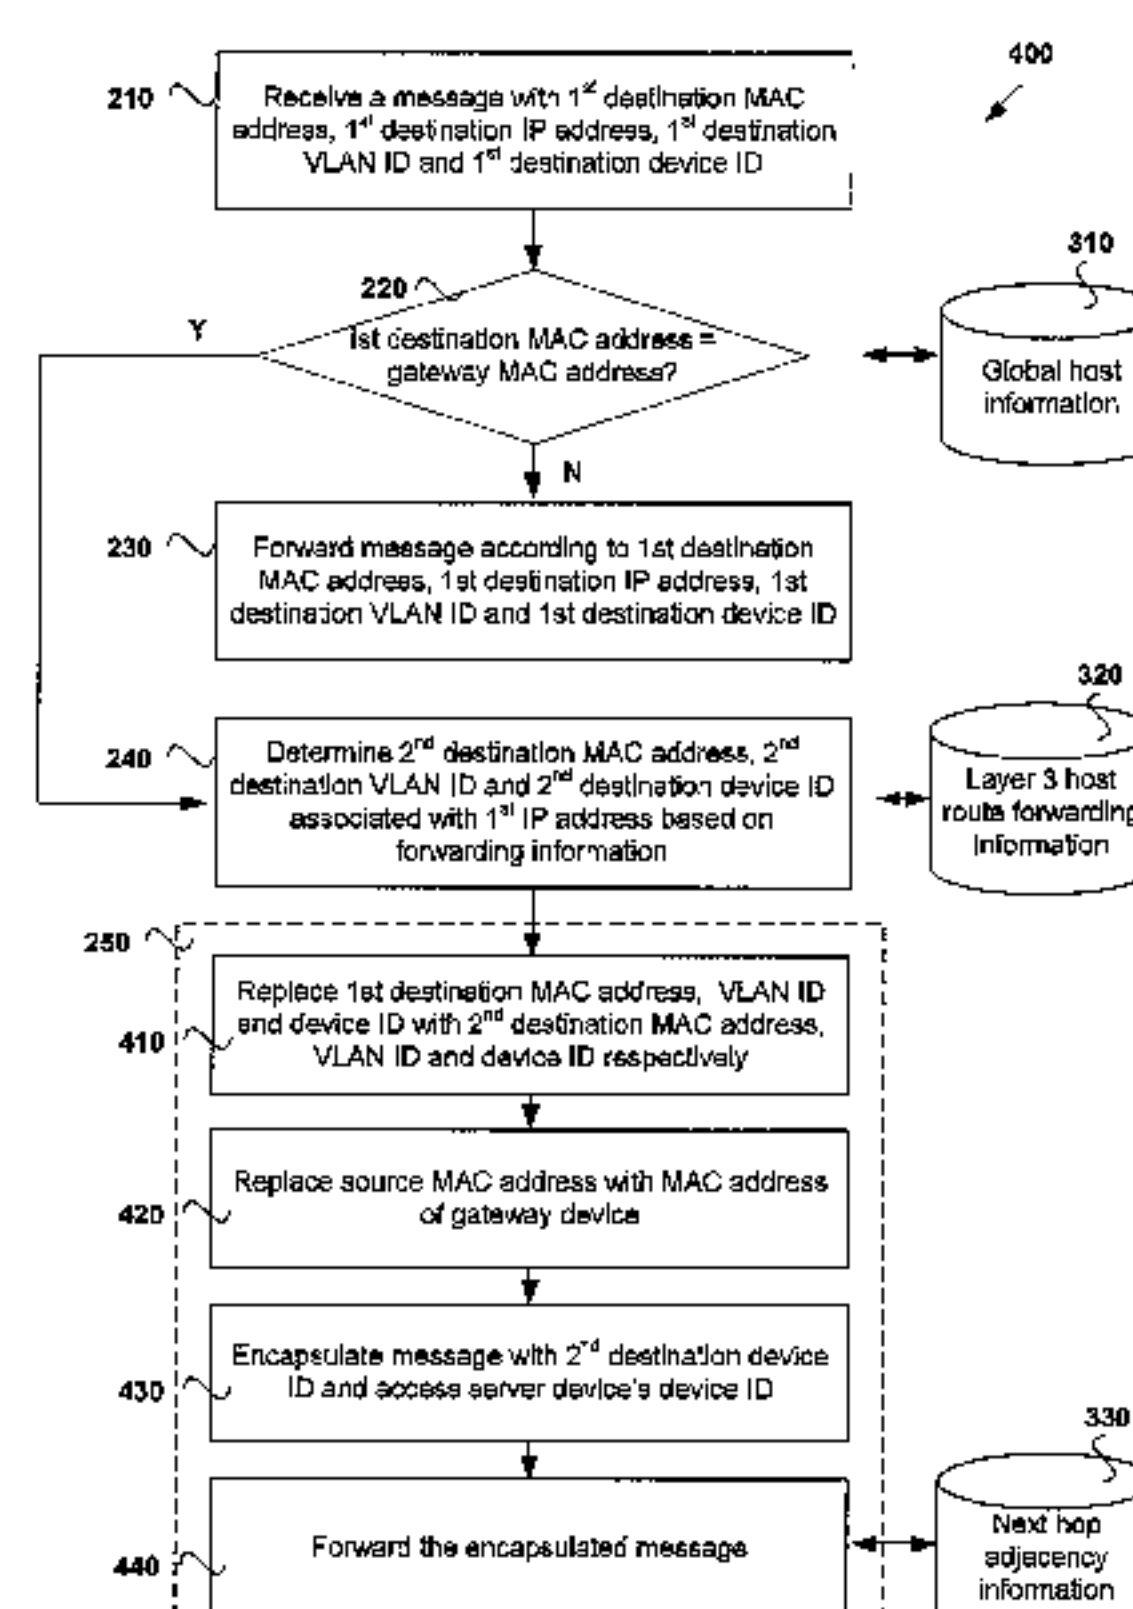 400
210
Receive a message with 1st destination MAC
address, 1st destination IP address, 1st destination
VLAN ID and 1st destination device ID
310
220
Y
1st destination MAC address =
gateway MAC address?
Global host
information
N
230
Forward message according to 1st destination
MAC address, 1st destination IP address, 1st
destination VLAN ID and 1st destination device ID
320
240
Determine 2nd destination MAC address, 2nd
destination VLAN ID and 2nd destination device ID
associated with 1st IP address based on
forwarding information
Layer 3 host
route forwarding
Information
250
410
Replace 1st destination MAC address, VLAN ID
and device ID with 2nd destination MAC address,
VLAN ID and device ID respectively
420
Replace source MAC address with MAC address
of gateway device
430
Encapsulate message with 2nd destination device
ID and access server device's device ID
330
440
Forward the encapsulated message
Next hop
adjacency
information